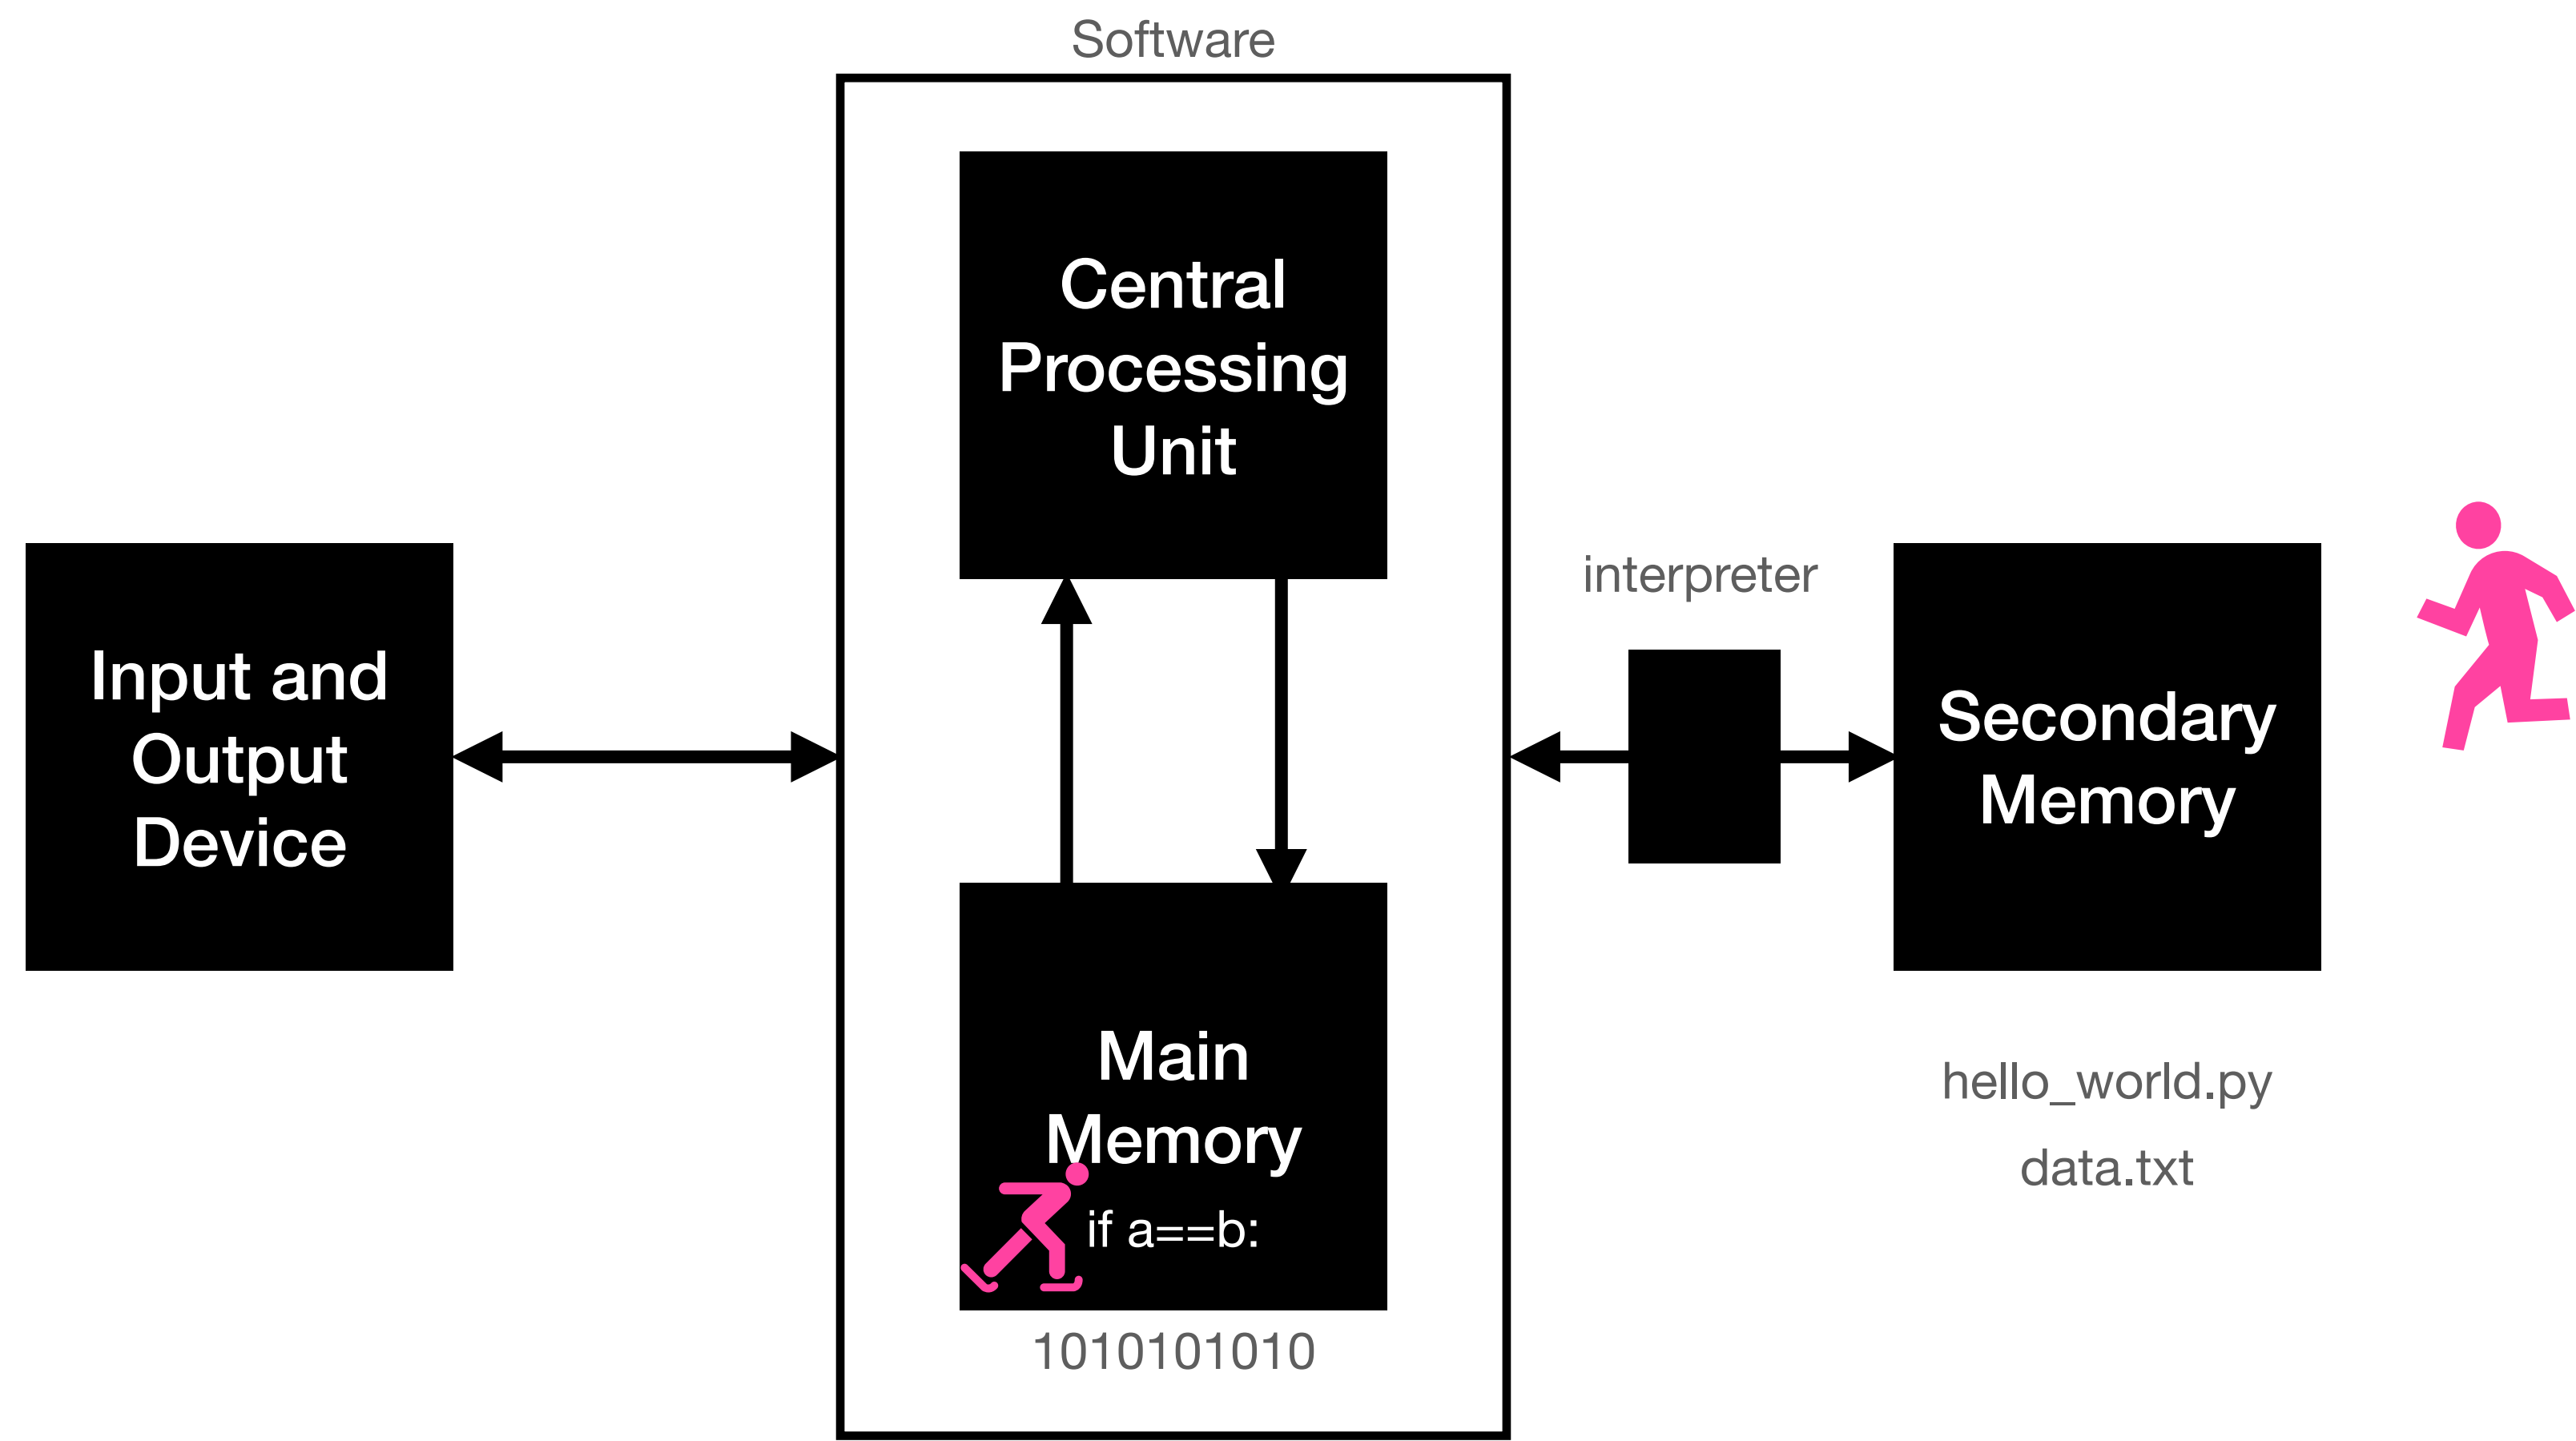 Software
Central
Processing
Unit
Input and
Output
Device
interpreter
Secondary
Memory
Main
Memory
if a==b:
1010101010
hello_world.py
data.txt